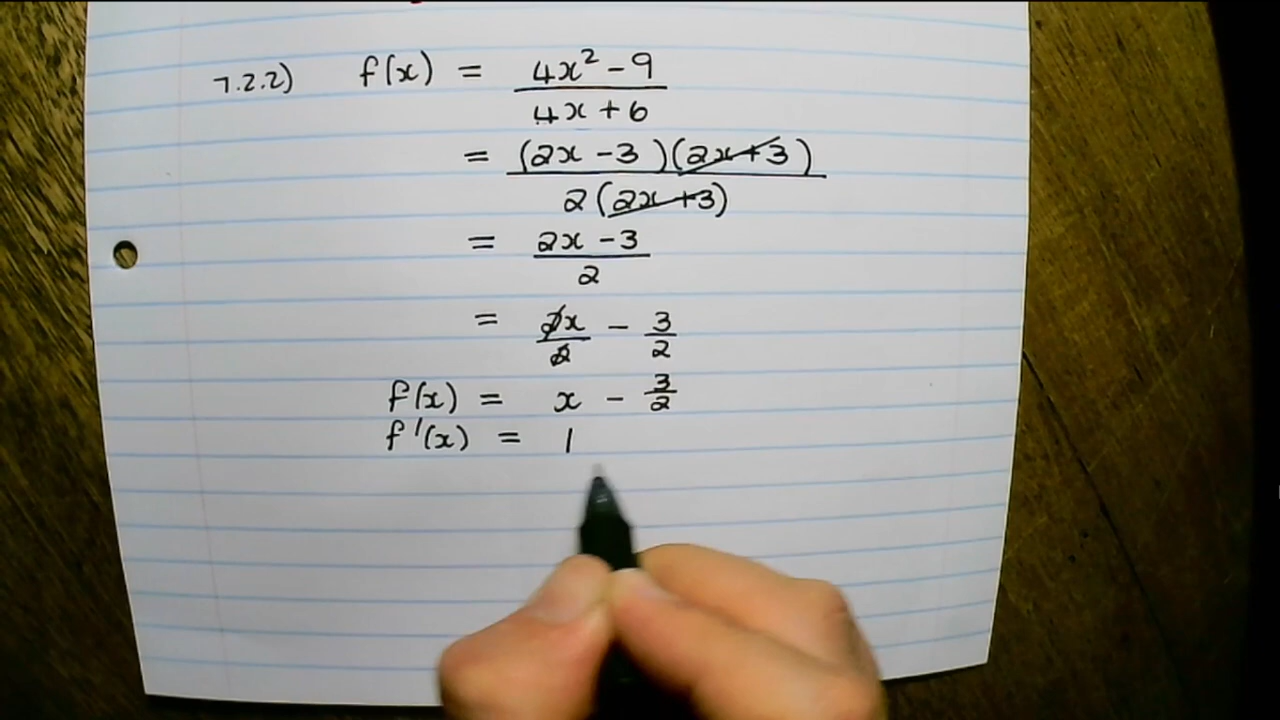 7.2.2) f(x) = 4x² - 9 / 4x + 6
= (2x - 3)(2x + 3) / 2(2x + 3)
= 2x - 3 / 2
= 2x / 2 - 3 / 2
f(x) = x - 3 / 2
f'(x) = 1